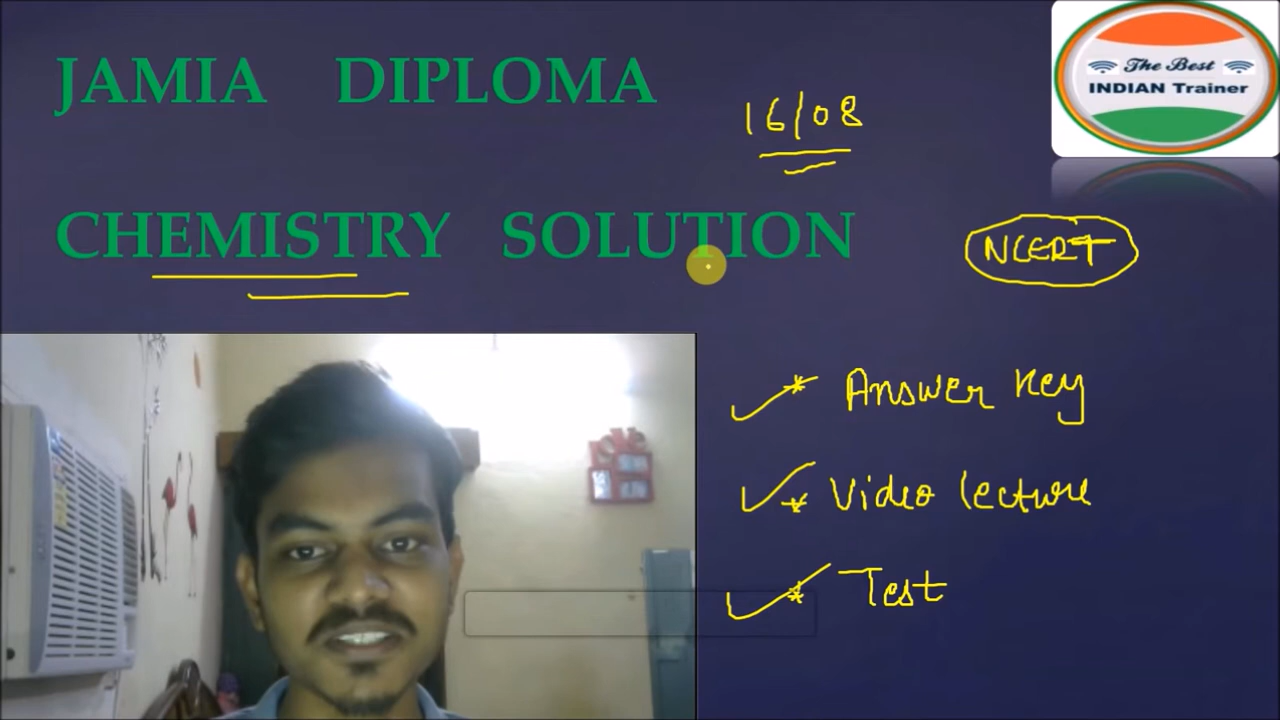 JAMIA DIPLOMA
The Best
INDIAN Trainer
16/08
CHEMISTRY SOLUTION
NCERT
Answer Key
Video lecture
Test